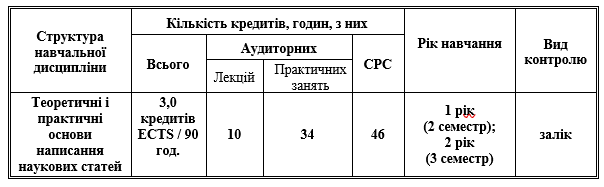 Структура
навчальної
дисципліни
Кількість кредитів, годин, з них
Рік навчання
Вид
контролю
Всього
Аудиторних
СРС
Лекцій
Практичних
занять
Теоретичні і
практичні
основи
написання
наукових статей
3,0
кредитів
ECTS / 90
год.
10
34
46
1 рік
(2 семестр);
2 рік
(3 семестр)
залік